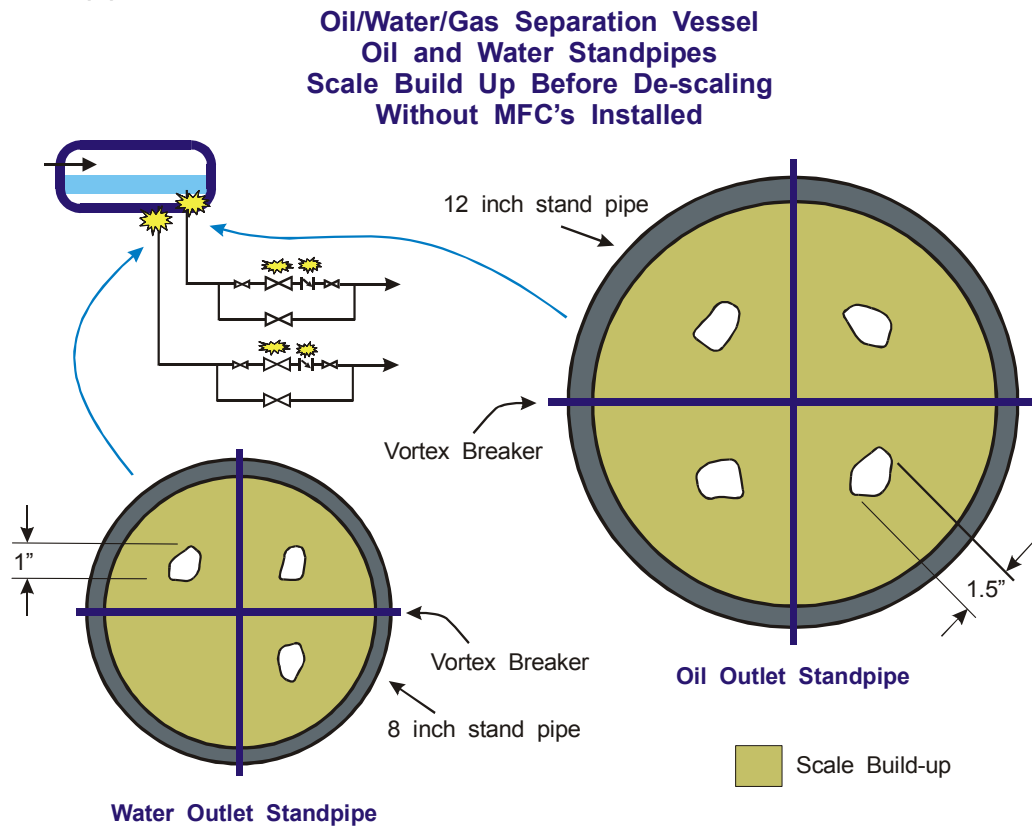 Oil/Water/Gas Separation Vessel
Oil and Water Standpipes
Scale Build Up Before De-scaling
Without MFC's Installed
12 inch stand pipe
Vortex Breaker
1”
1.5”
Vortex Breaker
Oil Outlet Standpipe
8 inch stand pipe
Scale Build-up
Water Outlet Standpipe